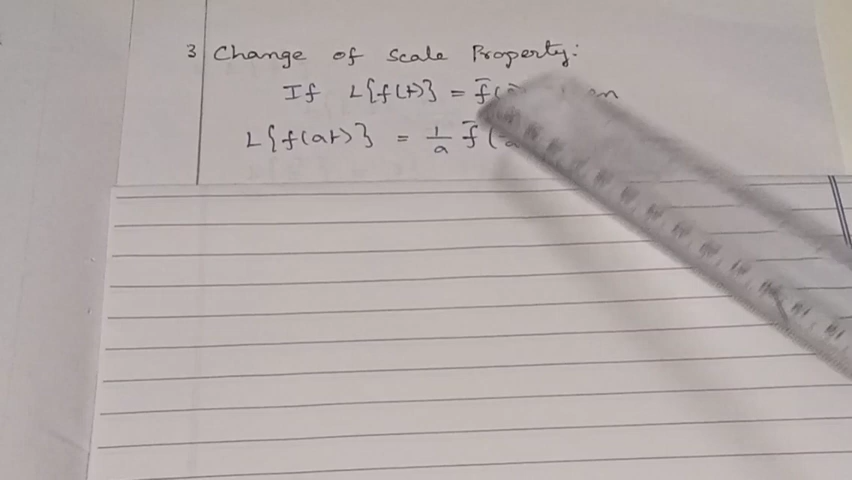 3 Change of Scale Property:
If L{f(t)} = f̄(
L{f(at)} = 1/a f̄(